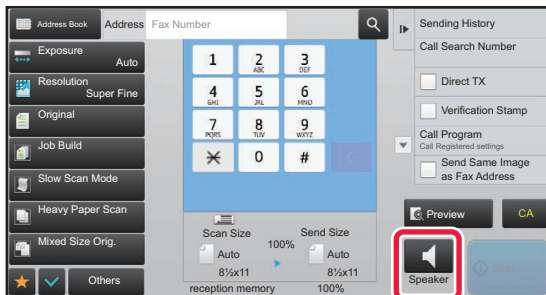 Address Book
Address
Fax Number
Sending History
Call Search Number
Direct TX
Verification Stamp
Call Program
Call Registered settings
Send Same Image
as Fax Address
Exposure
Auto
Resolution
Super Fine
Original
Job Build
Slow Scan Mode
Heavy Paper Scan
Mixed Size Orig.
Others
1
2
ABC
3
DEF
4
GHI
5
JKL
6
MNO
7
PQRS
8
TUV
9
WXYZ
0
#
C
Scan Size
100%
Send Size
Auto
Auto
8½x11
8½x11
reception memory
100%
Preview
CA
Speaker
Start